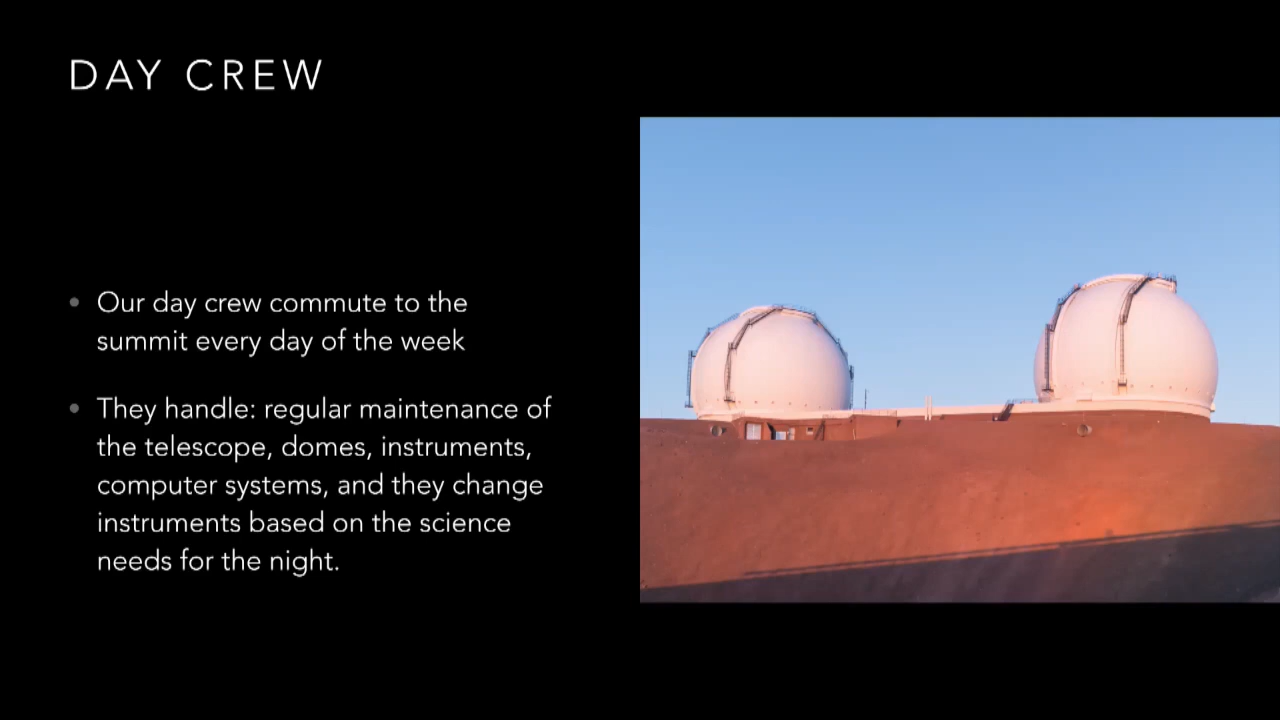 DAY CREW
• Our day crew commute to the
summit every day of the week
• They handle: regular maintenance of
the telescope, domes, instruments,
computer systems, and they change
instruments based on the science
needs for the night.